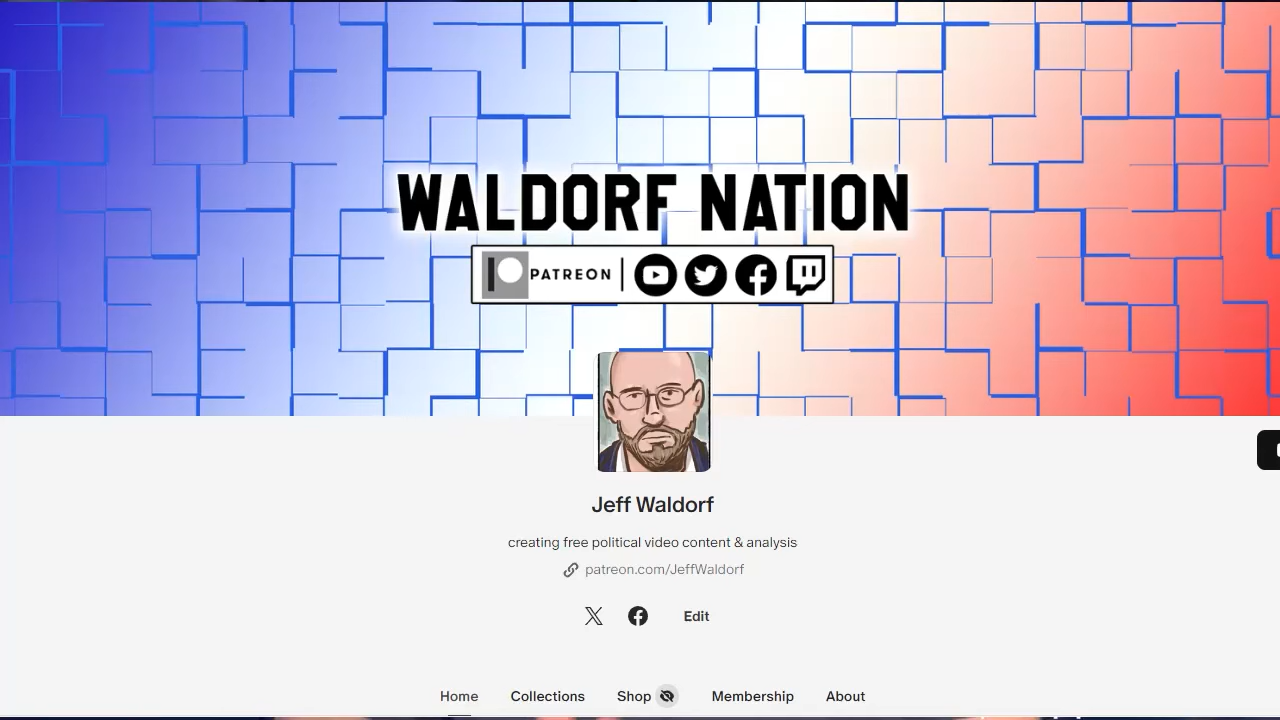 WALDORF NATION
PATREON
Jeff Waldorf
creating free political video content & analysis
patreon.com/JeffWaldorf
Edit
Home Collections Shop Membership About